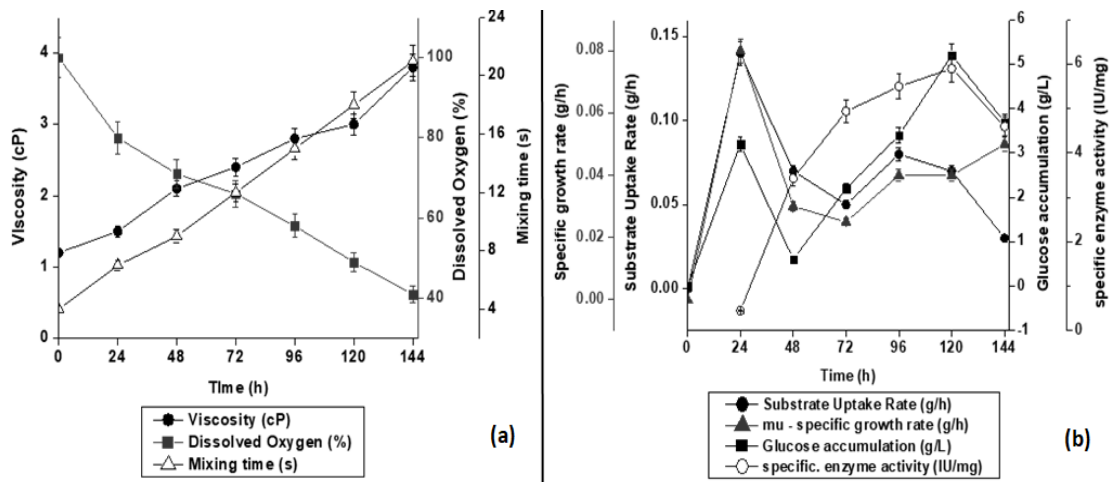 Viscosity (cP)
4
3
2
1
0
Dissolved Oxygen (%)
100
80
60
40
Mixing time (s)
24
20
16
12
8
4
0 24 48 72 96 120 144
TIme (h)
Viscosity (cP)
Dissolved Oxygen (%)
Mixing time (s)
(a)
Specific growth rate (g/h)
0.08
0.06
0.04
0.02
0.00
Substrate Uptake Rate (g/h)
0.15
0.10
0.05
0.00
Glucose accumulation (g/L)
6
5
4
3
2
1
0
-1
specific enzyme activity (IU/mg)
6
4
2
0
0 24 48 72 96 120 144
Time (h)
Substrate Uptake Rate (g/h)
mu - specific growth rate (g/h)
Glucose accumulation (g/L)
specific. enzyme activity (IU/mg)
(b)